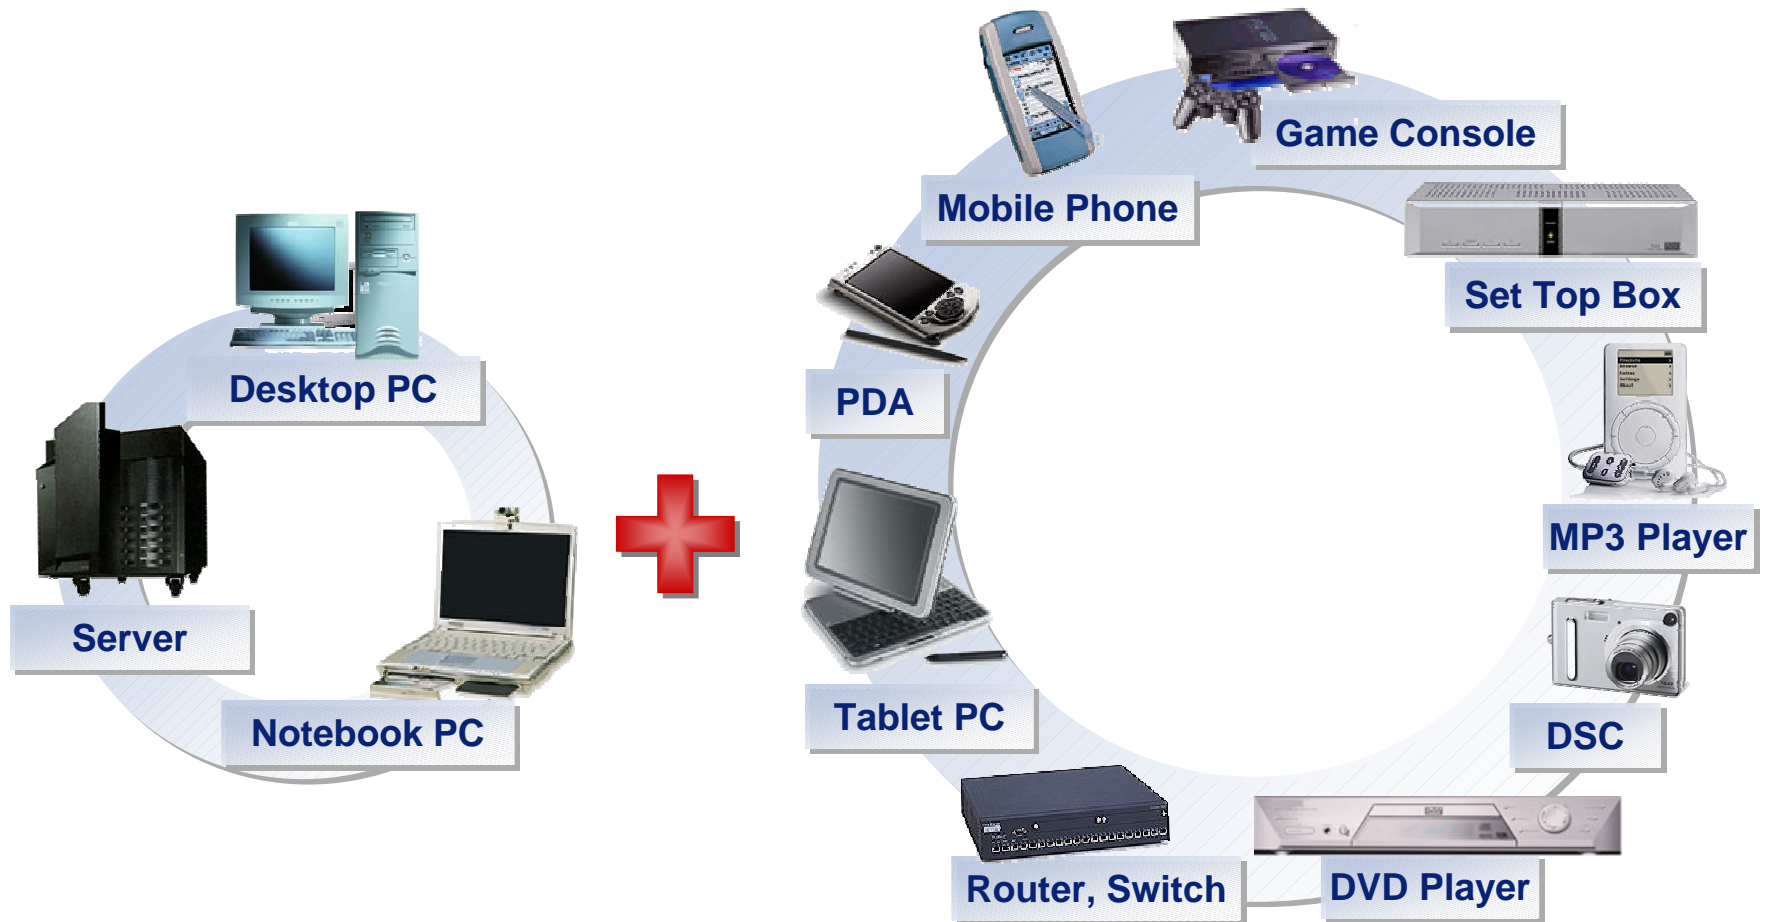 Desktop PC
Server
Notebook PC
Mobile Phone
Game Console
Set Top Box
PDA
MP3 Player
Tablet PC
DSC
Router, Switch
DVD Player